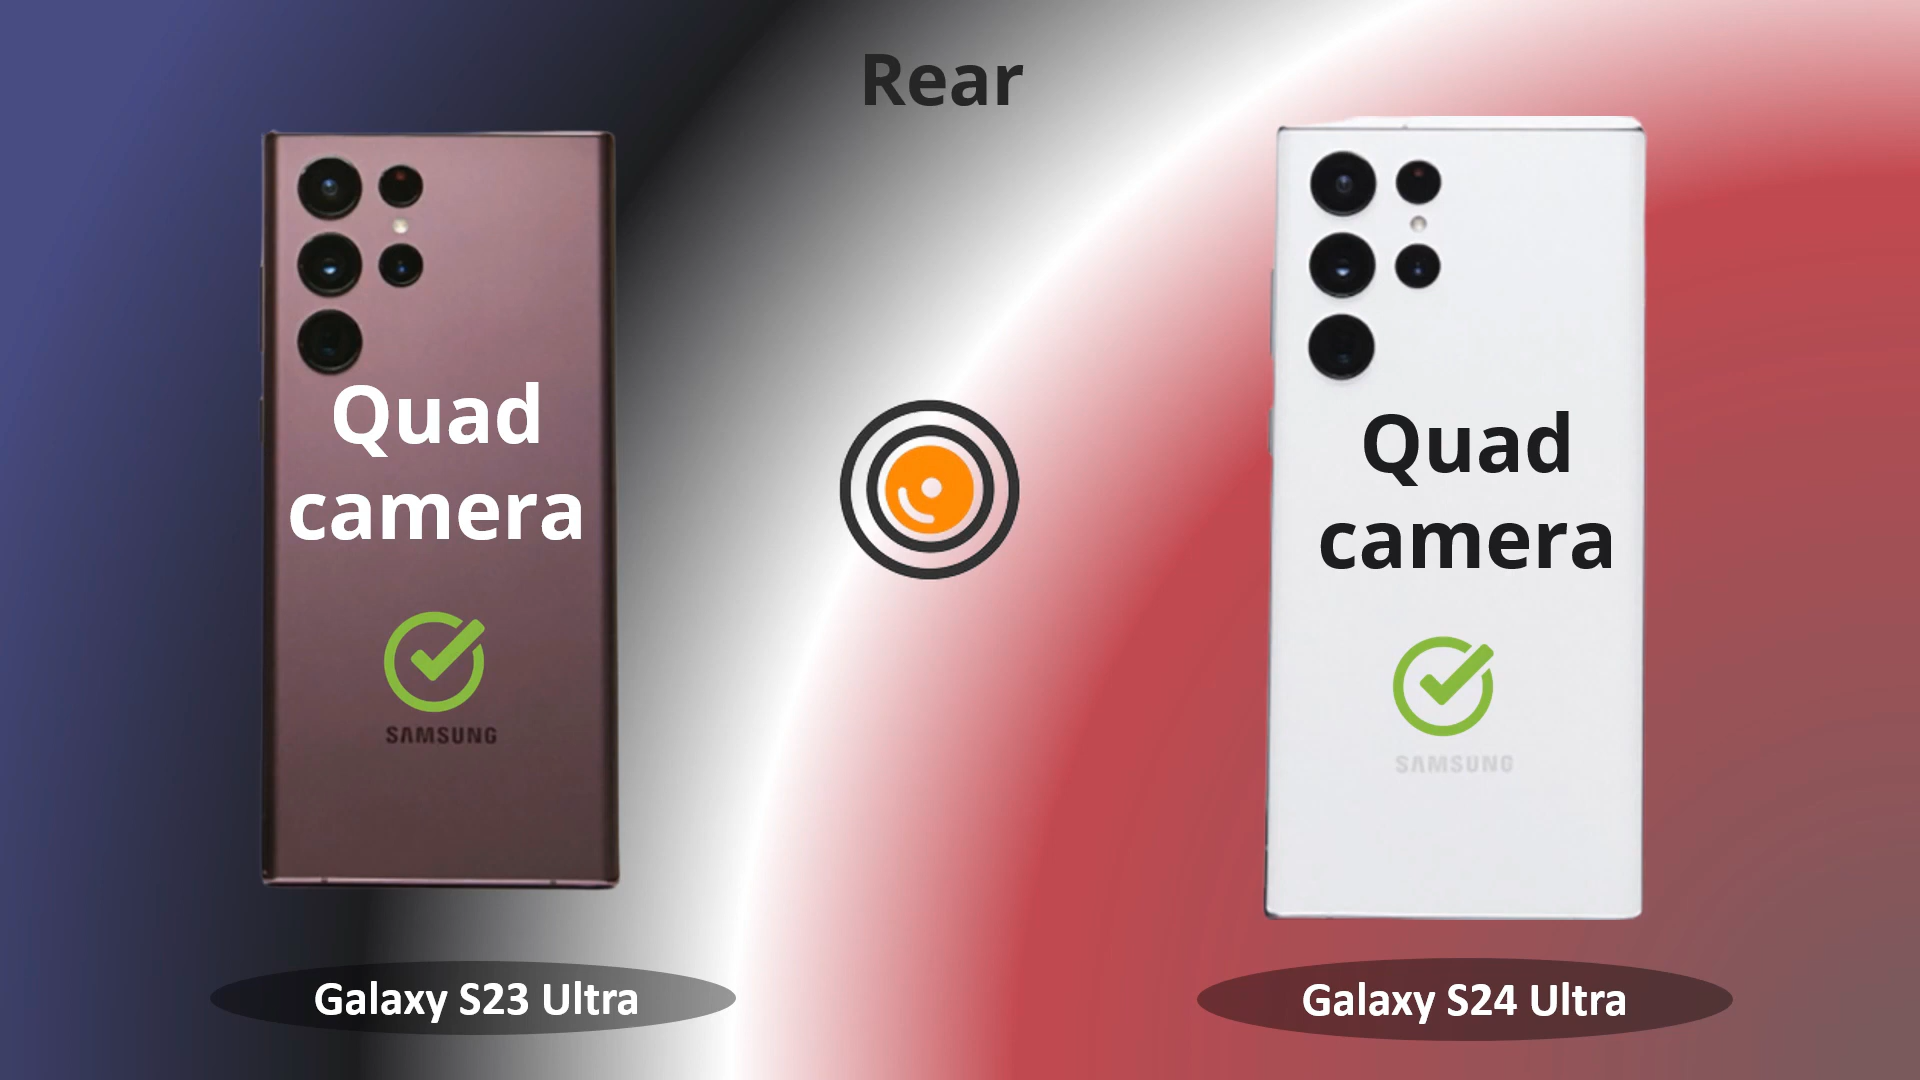 Rear
Quad
camera
SAMSUNG
Galaxy S23 Ultra
Quad
camera
SAMSUNG
Galaxy S24 Ultra